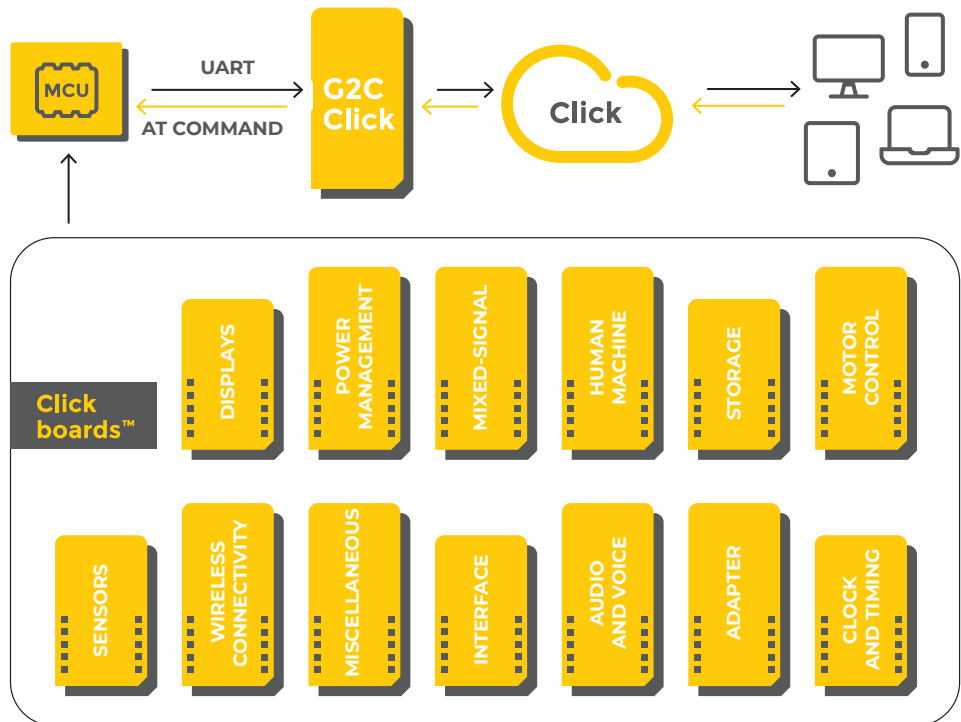 MCU
UART
AT COMMAND
G2C
Click
Click
Click
boards™
DISPLAYS
POWER
MANAGEMENT
MIXED-SIGNAL
HUMAN
MACHINE
STORAGE
MOTOR
CONTROL
SENSORS
WIRELESS
CONNECTIVITY
MISCELLANEOUS
INTERFACE
AUDIO
AND VOICE
ADAPTER
CLOCK
AND TIMING